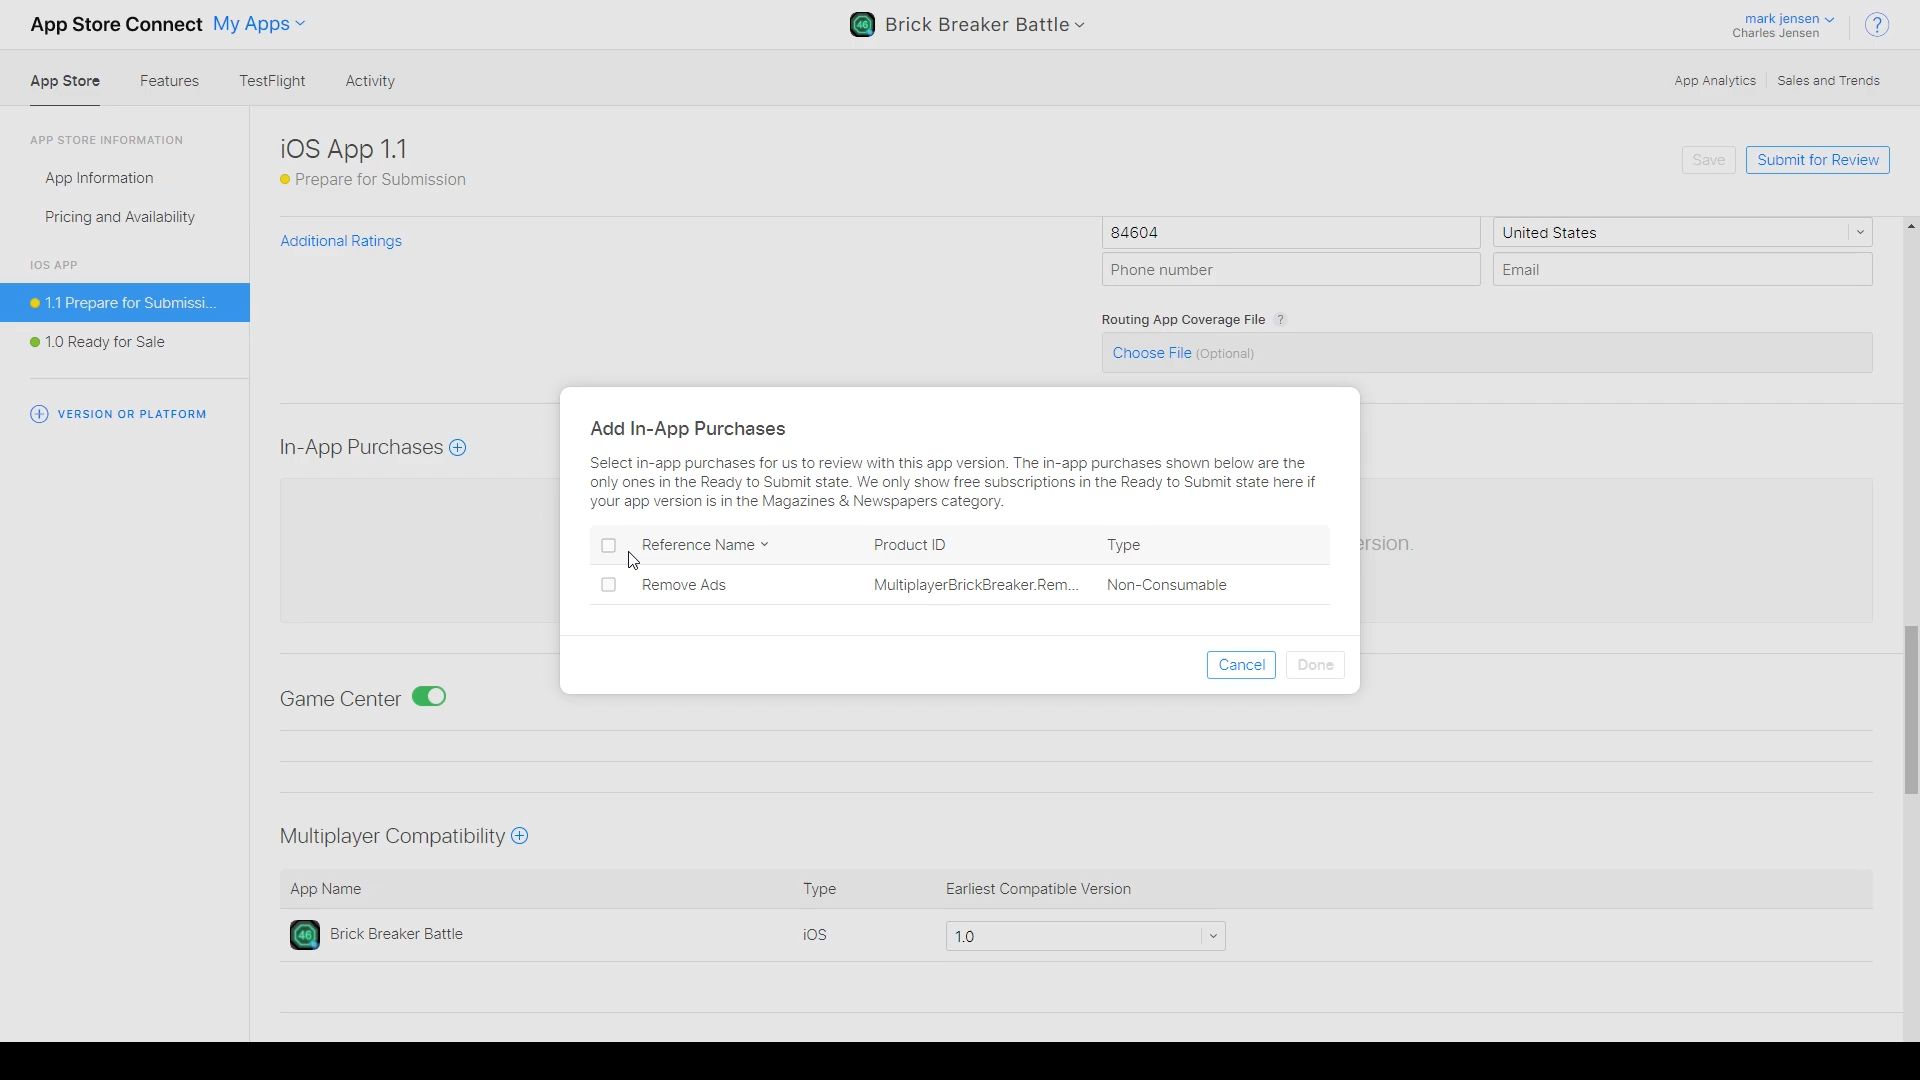 App Store Connect My Apps
46 Brick Breaker Battle
mark jensen
Charles Jensen
?
App Store Features TestFlight Activity
App Analytics Sales and Trends
APP STORE INFORMATION
App Information
Pricing and Availability
IOS APP
1.1 Prepare for Submissi...
1.0 Ready for Sale
VERSION OR PLATFORM
iOS App 1.1
Prepare for Submission
Save Submit for Review
Additional Ratings
84604 United States
Phone number Email
Routing App Coverage File ?
Choose File (Optional)
In-App Purchases
ersion.
Add In-App Purchases
Select in-app purchases for us to review with this app version. The in-app purchases shown below are the
only ones in the Ready to Submit state. We only show free subscriptions in the Ready to Submit state here if
your app version is in the Magazines & Newspapers category.
Reference Name Product ID Type
Remove Ads MultiplayerBrickBreaker.Rem... Non-Consumable
Cancel Done
Game Center
Multiplayer Compatibility
App Name Type Earliest Compatible Version
46 Brick Breaker Battle iOS 1.0